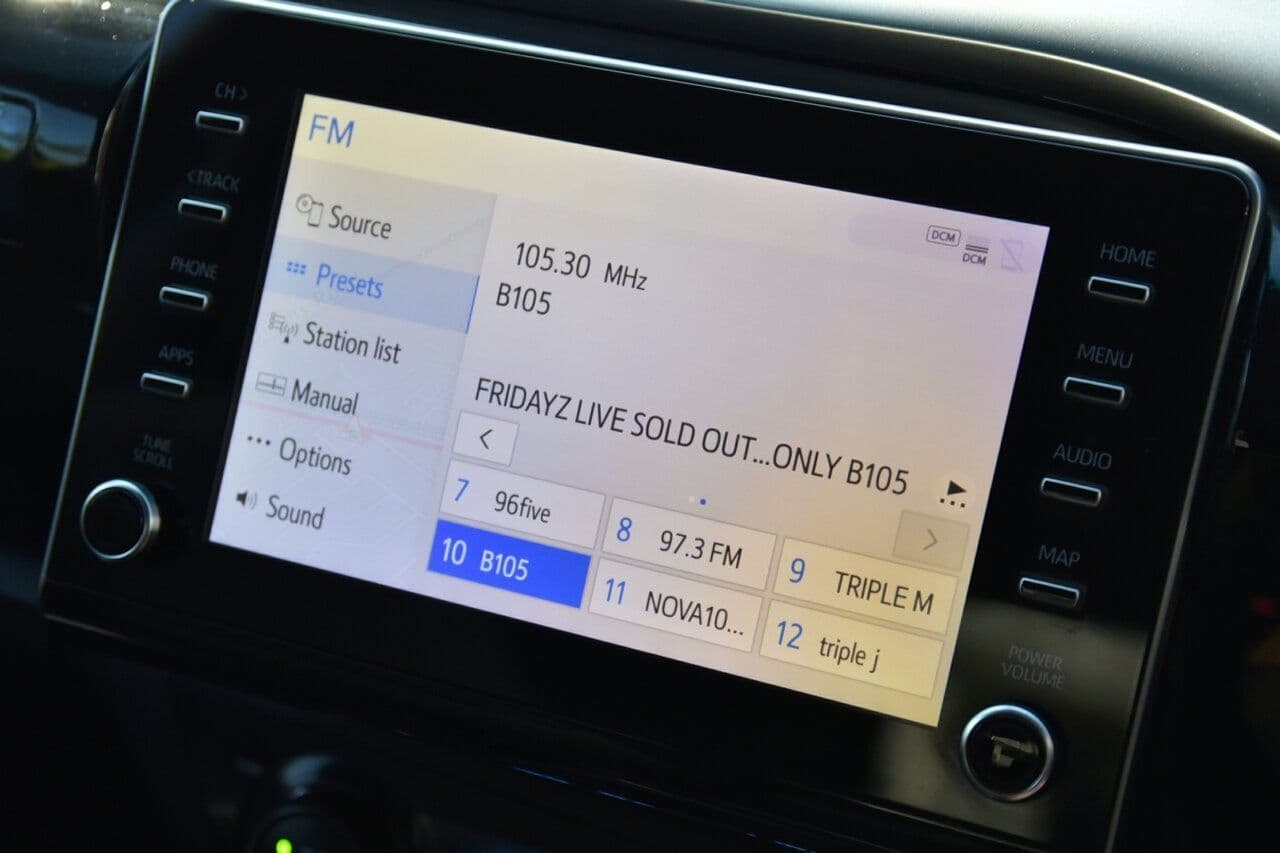 CH >
< TRACK
PHONE
APPS
TUNE
SCROLL
FM
Source
Presets
Station list
Manual
Options
Sound
DCM
DCM
105.30 MHz
B105
FRIDAYZ LIVE SOLD OUT...ONLY B105
<
>
7 96five
8 97.3 FM
9 TRIPLE M
10 B105
11 NOVA10...
12 triple j
HOME
MENU
AUDIO
MAP
POWER
VOLUME